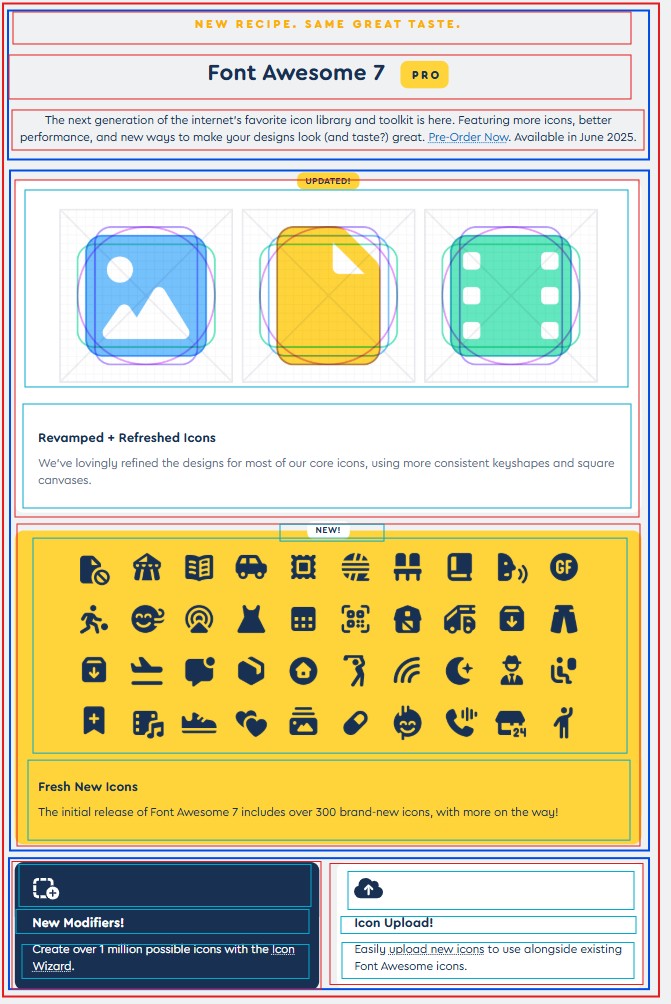 NEW RECIPE. SAME GREAT TASTE.
Font Awesome 7 PRO
The next generation of the internet's favorite icon library and toolkit is here. Featuring more icons, better
performance, and new ways to make your designs look (and taste?) great. Pre-Order Now. Available in June 2025.
UPDATED!
Revamped + Refreshed Icons
We've lovingly refined the designs for most of our core icons, using more consistent keyshapes and square
canvases.
NEW!
GF
24
Fresh New Icons
The initial release of Font Awesome 7 includes over 300 brand-new icons, with more on the way!
New Modifiers!
Create over 1 million possible icons with the Icon
Wizard.
Icon Upload!
Easily upload new icons to use alongside existing
Font Awesome icons.